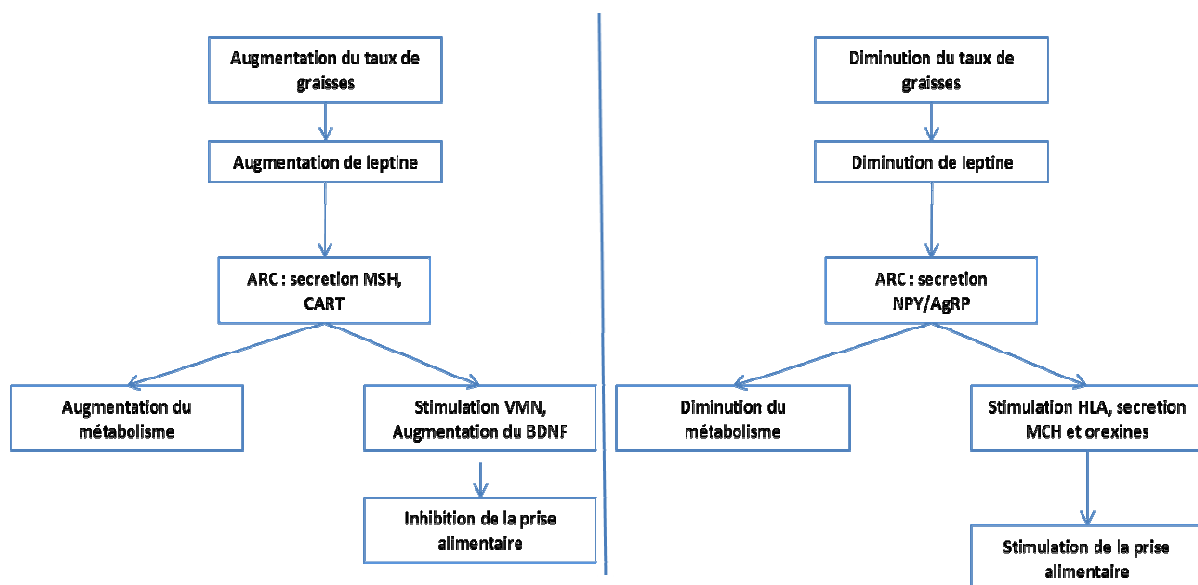 Augmentation du taux de
graisses
Augmentation de leptine
ARC : secretion MSH,
CART
Augmentation du
métabolisme
Stimulation VMN,
Augmentation du BDNF
Inhibition de la prise
alimentaire
Diminution du taux de
graisses
Diminution de leptine
ARC : secretion
NPY/AgRP
Diminution du
métabolisme
Stimulation HLA, secretion
MCH et orexines
Stimulation de la prise
alimentaire